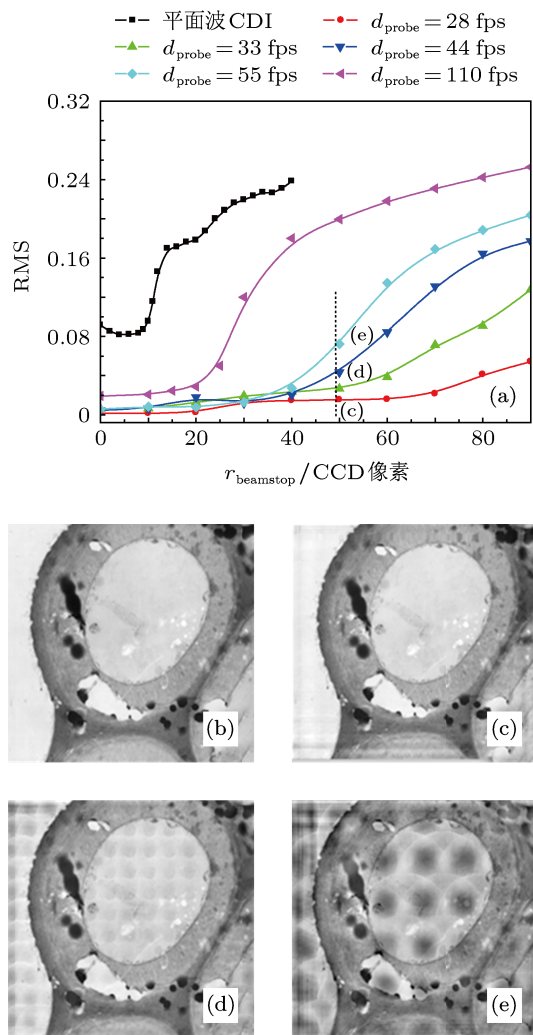 平面波CDI
d_probe = 28 fps
d_probe = 33 fps
d_probe = 44 fps
d_probe = 55 fps
d_probe = 110 fps
0.32
0.24
0.16
0.08
0
RMS
(e)
(d)
(c)
(a)
0 20 40 60 80
r_beamstop/CCD像素
(b) (c)
(d) (e)